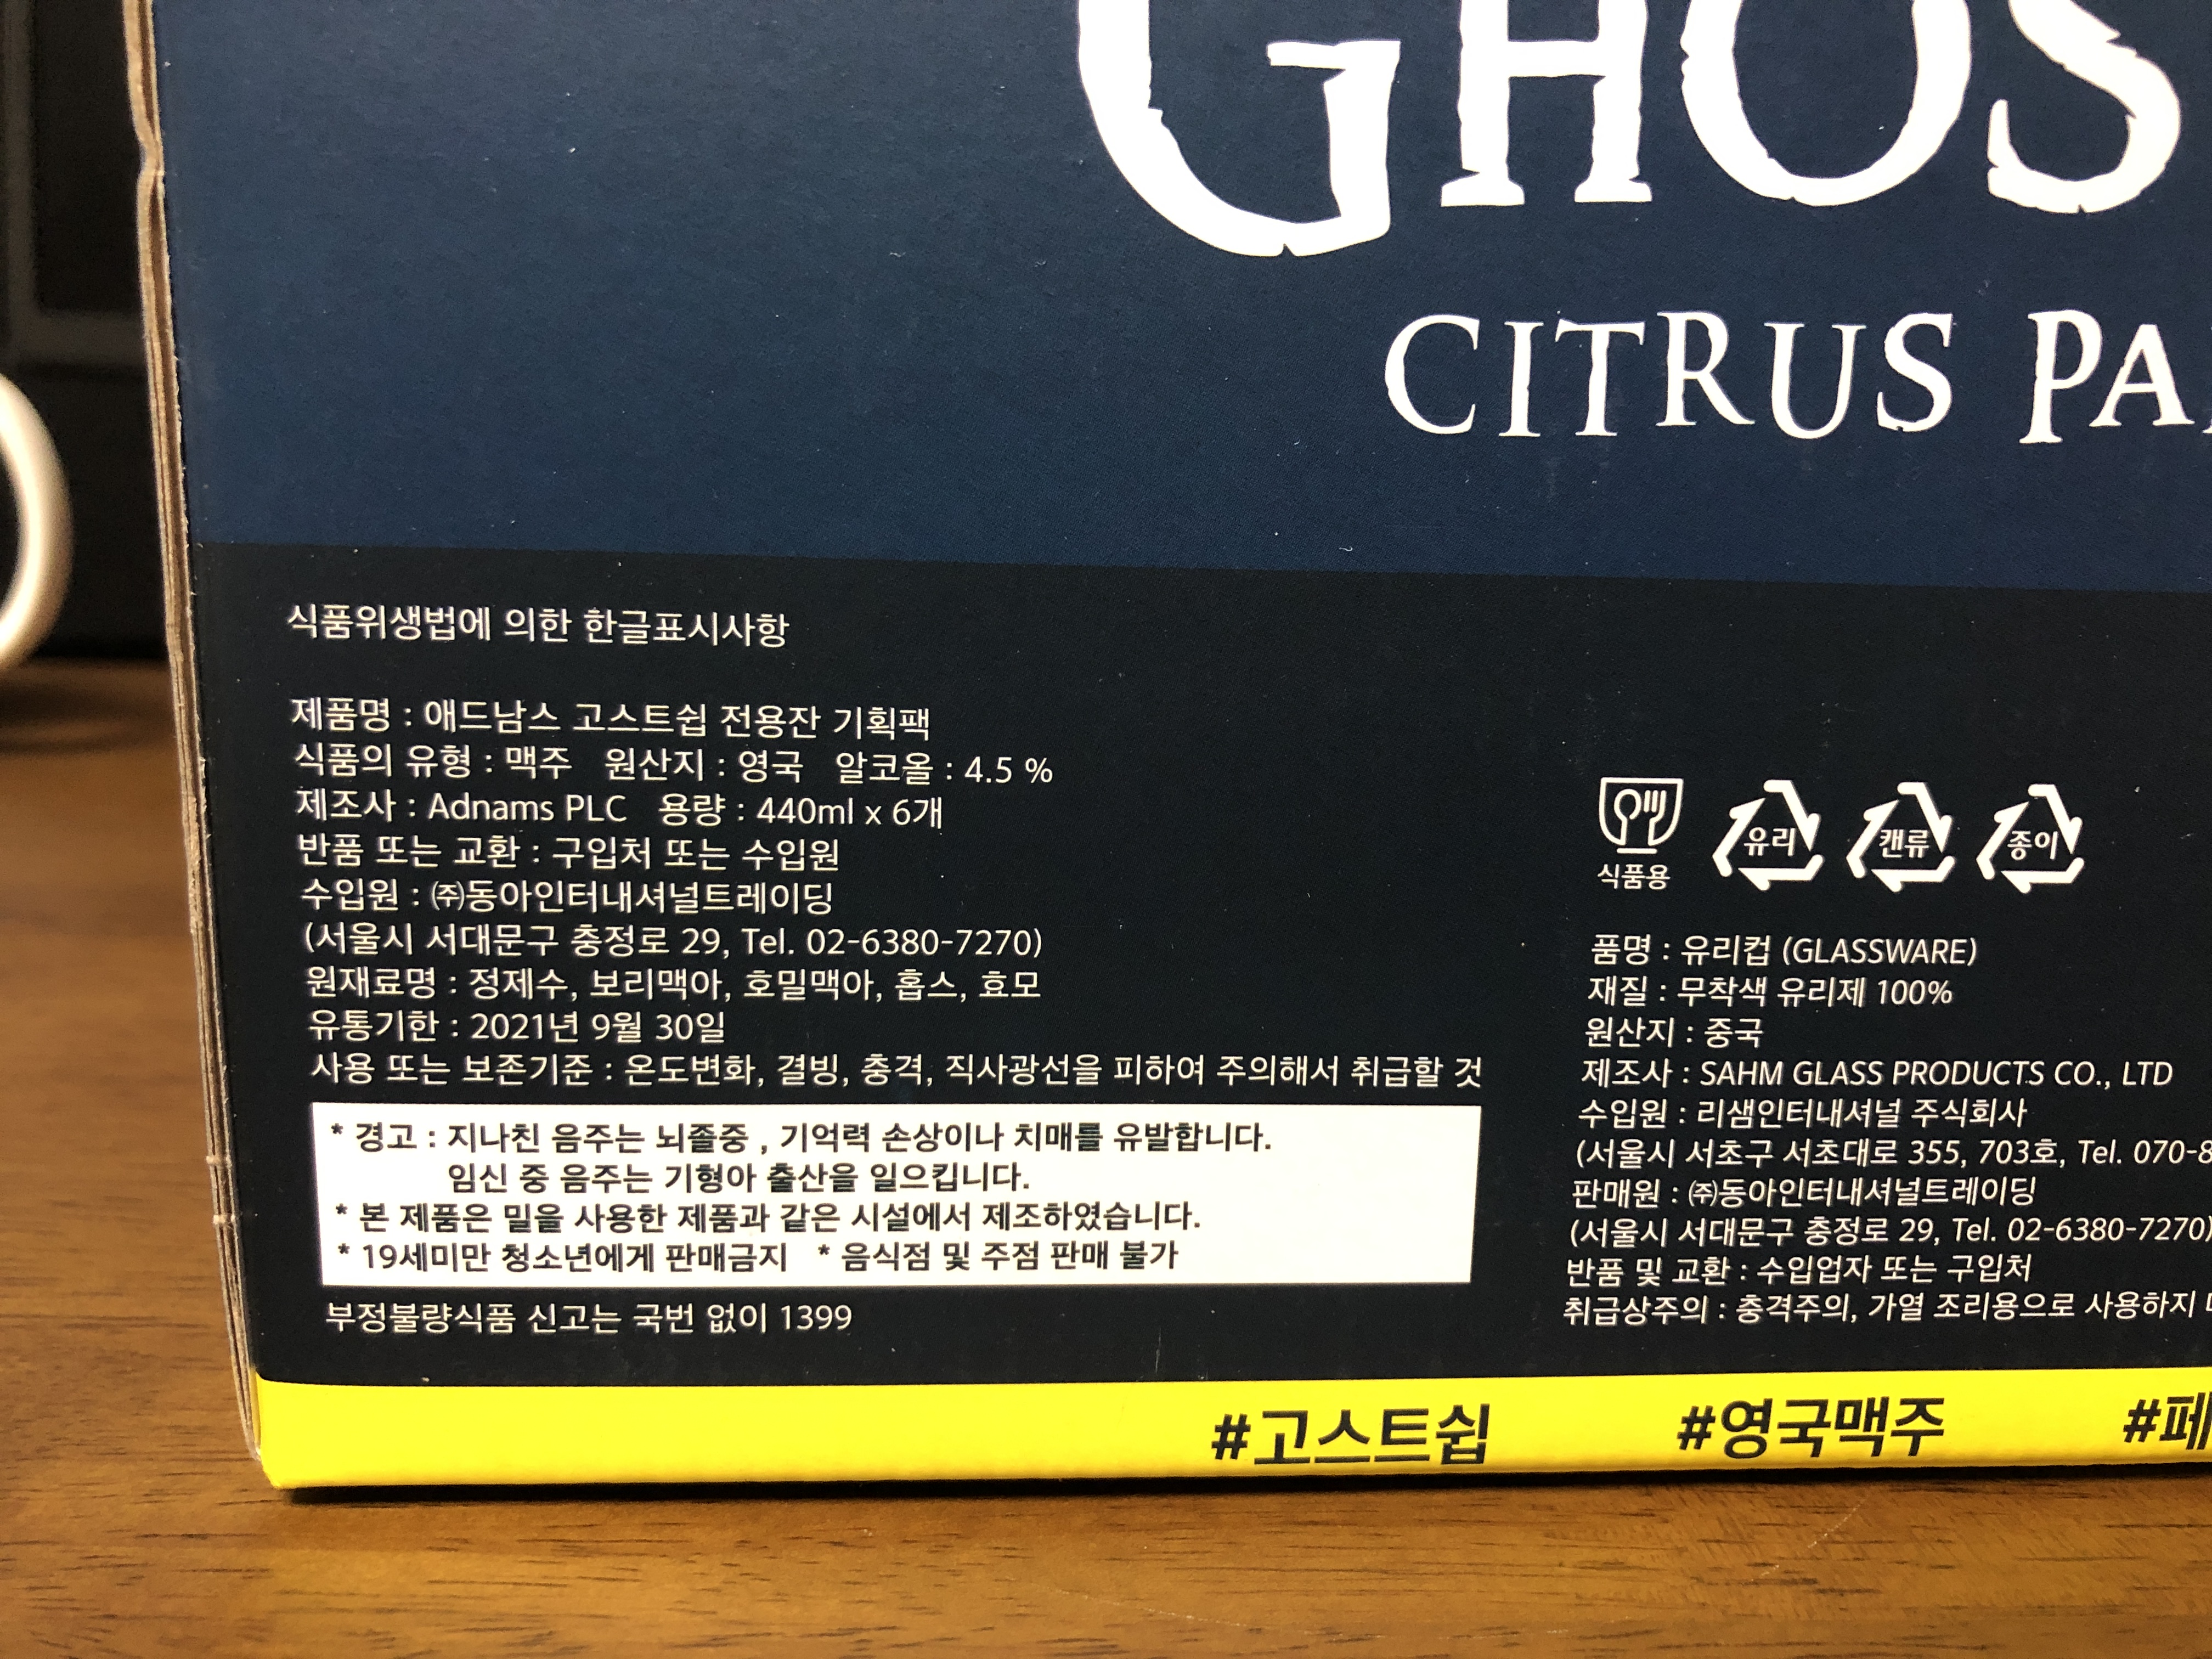 GHOS
CITRUS PA
식품위생법에 의한 한글표시사항
제품명 : 애드남스 고스트쉽 전용잔 기획팩
식품의 유형 : 맥주 원산지 : 영국 알코올 : 4.5 %
제조사 : Adnams PLC 용량 : 440ml x 6개
반품 또는 교환 : 구입처 또는 수입원
수입원 : ㈜동아인터내셔널트레이딩
(서울시 서대문구 충정로 29, Tel. 02-6380-7270)
원재료명 : 정제수, 보리맥아, 호밀맥아, 홉스, 효모
유통기한 : 2021년 9월 30일
사용 또는 보존기준 : 온도변화, 결빙, 충격, 직사광선을 피하여 주의해서 취급할 것
* 경고 : 지나친 음주는 뇌졸중 , 기억력 손상이나 치매를 유발합니다.
임신 중 음주는 기형아 출산을 일으킵니다.
* 본 제품은 밀을 사용한 제품과 같은 시설에서 제조하였습니다.
* 19세미만 청소년에게 판매금지 * 음식점 및 주점 판매 불가
부정불량식품 신고는 국번 없이 1399
식품용 유리 캔류 종이
품명 : 유리컵 (GLASSWARE)
재질 : 무착색 유리제 100%
원산지 : 중국
제조사 : SAHM GLASS PRODUCTS CO., LTD
수입원 : 리샘인터내셔널 주식회사
(서울시 서초구 서초대로 355, 703호, Tel. 070-8
판매원 : ㈜동아인터내셔널트레이딩
(서울시 서대문구 충정로 29, Tel. 02-6380-7270)
반품 및 교환 : 수입업자 또는 구입처
취급상주의 : 충격주의, 가열 조리용으로 사용하지
#고스트쉽 #영국맥주 #페